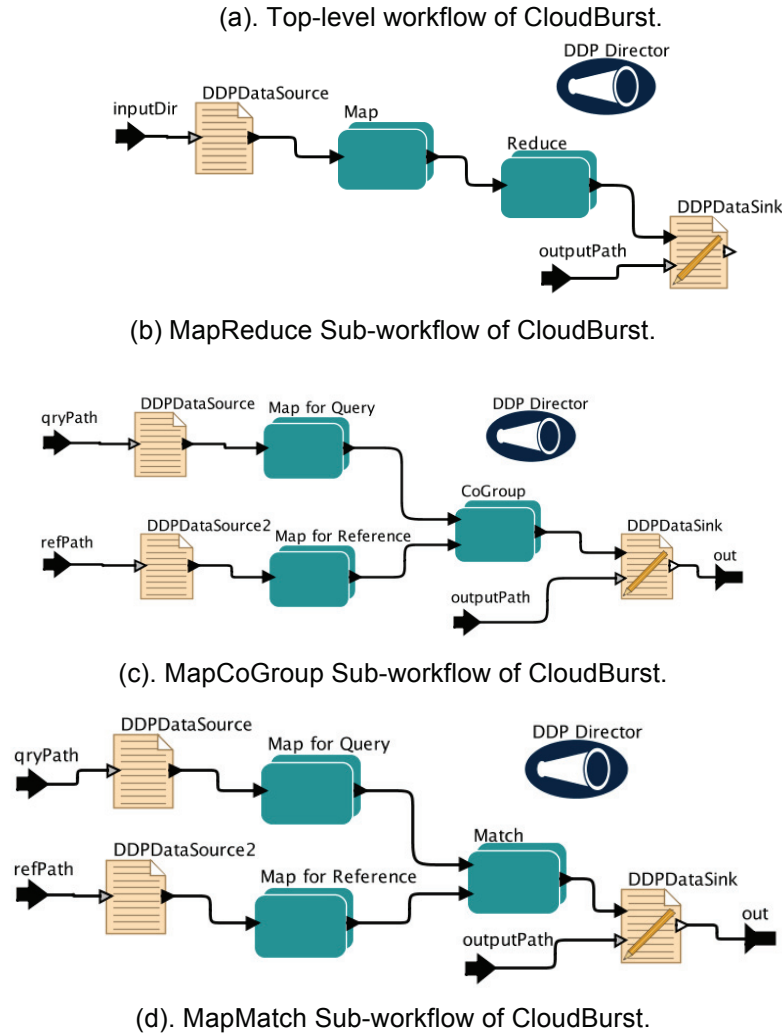 (a). Top-level workflow of CloudBurst.
DDP Director
DDPDataSource
inputDir
Map
Reduce
DDPDataSink
outputPath
(b) MapReduce Sub-workflow of CloudBurst.
DDPDataSource
Map for Query
DDP Director
qryPath
CoGroup
DDPDataSource2
Map for Reference
DDPDataSink
refPath
out
outputPath
(c). MapCoGroup Sub-workflow of CloudBurst.
DDPDataSource
Map for Query
DDP Director
qryPath
Match
DDPDataSource2
refPath
Map for Reference
DDPDataSink
out
outputPath
(d). MapMatch Sub-workflow of CloudBurst.